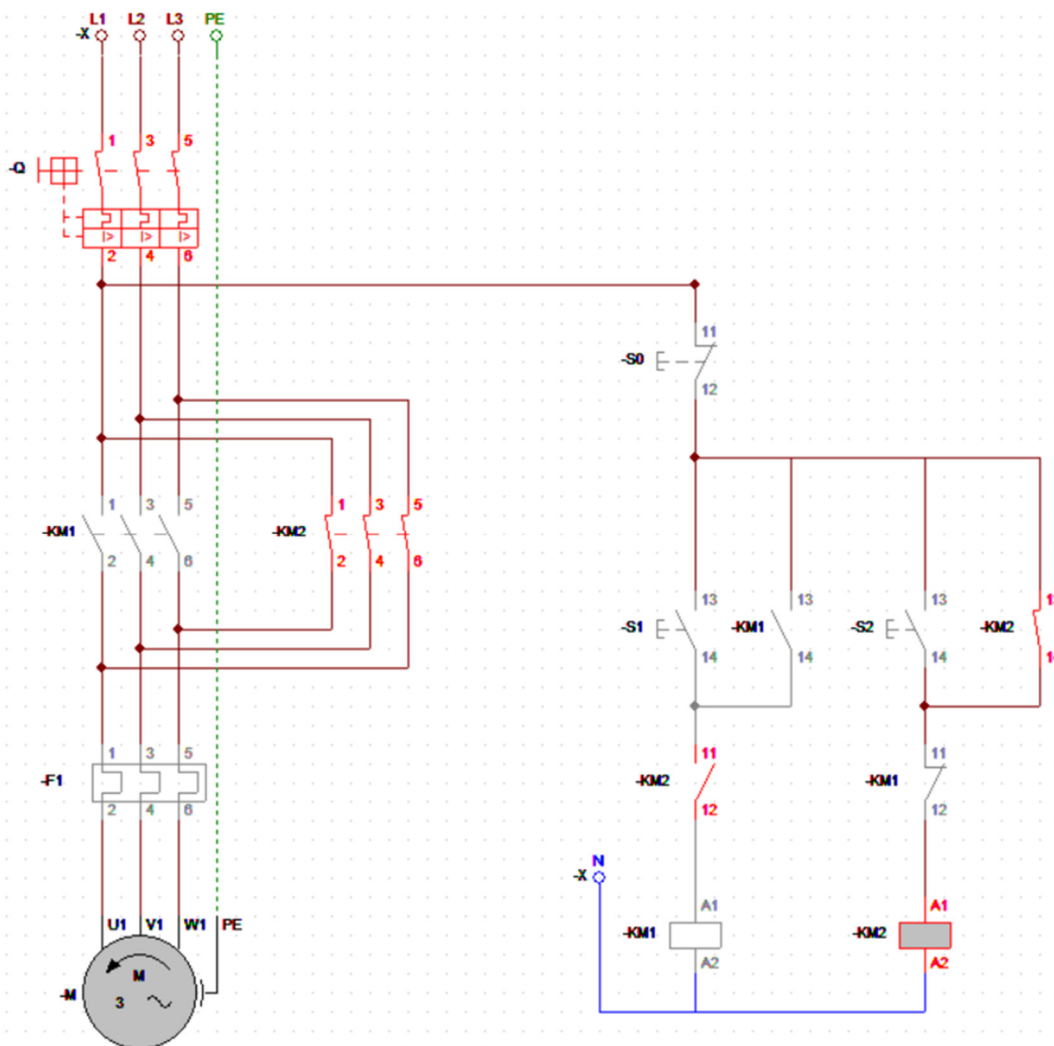 L1 L2 L3 PE
-X
1 3 5
-Q
I> I> I>
2 4 6
11
-S0
12
1 3 5 1 3 5
-KM1 -KM2
2 4 6 2 4 6
13 13 13 13
-S1 -KM1 -S2 -KM2
14 14 14 14
1 3 5 11 11
-F1 -KM2 -KM1
2 4 6 12 12
N
-X
A1 A1
U1 V1 W1 PE
-KM1 -KM2
A2 A2
M
-M
3